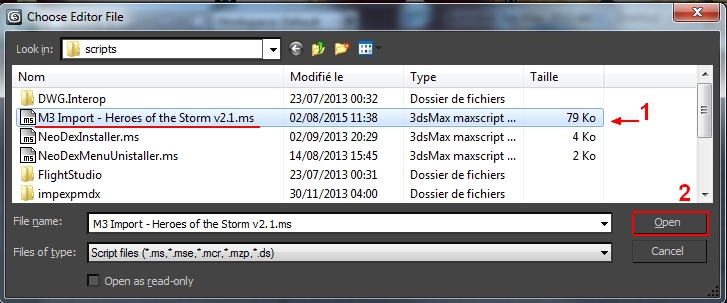 Choose Editor File
Look in: scripts
Nom Modifié le Type Taille
DWG.Interop 23/07/2013 00:32 Dossier de fichiers
M3 Import - Heroes of the Storm v2.1.ms 02/08/2015 11:38 3dsMax maxscript ... 79 Ko
1
NeoDexInstaller.ms 02/09/2013 20:29 3dsMax maxscript ... 4 Ko
NeoDexMenuUnistaller.ms 14/08/2013 15:45 3dsMax maxscript ... 2 Ko
FlightStudio 23/07/2013 00:31 Dossier de fichiers
impexpmdx 30/11/2013 04:00 Dossier de fichiers
2
File name: M3 Import - Heroes of the Storm v2.1.ms Open
Files of type: Script files (*.ms,*.mse,*.mcr,*.mzp,*.ds) Cancel
Open as read-only